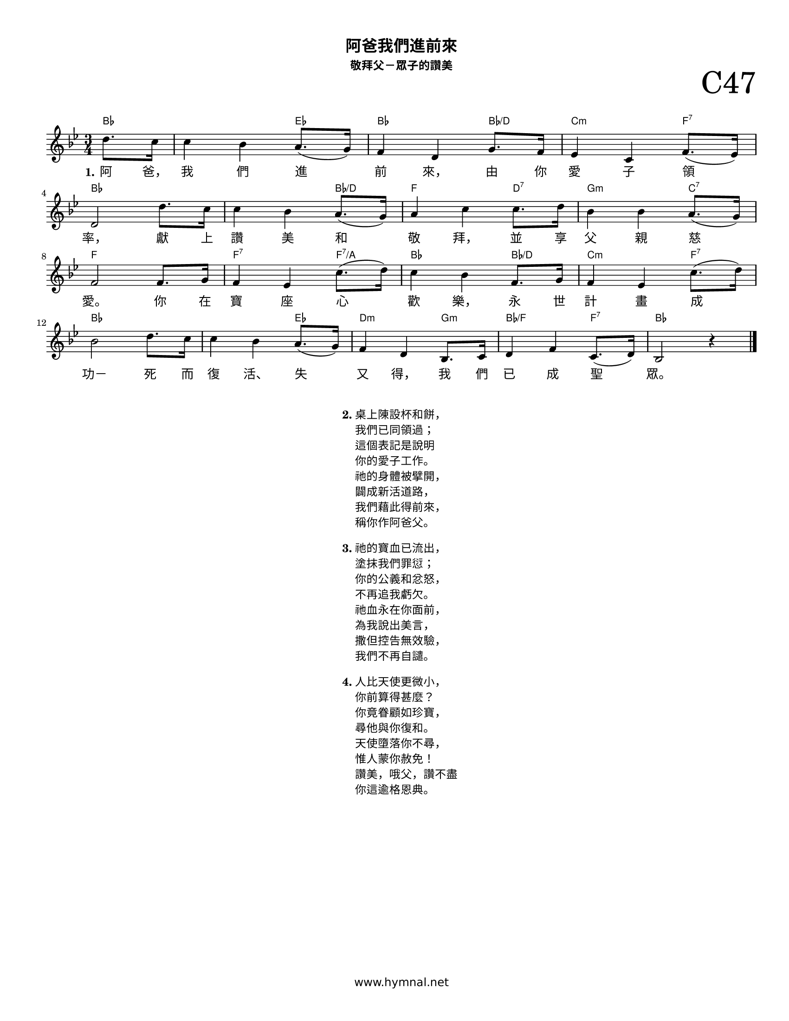 阿爸我們進前來
敬拜父－眾子的讚美
C47
B♭ E♭ B♭ B♭/D Cm F7
1. 阿 爸， 我 們 進 前 來， 由 你 愛 子 領
4 B♭ B♭/D F D7 Gm C7
率， 獻 上 讚 美 和 敬 拜， 並 享 父 親 慈
8 F F7 F7/A B♭ B♭/D Cm F7
愛。 你 在 寶 座 心 歡 樂， 永 世 計 畫 成
12 B♭ E♭ Dm Gm B♭/F F7 B♭
功－ 死 而 復 活、 失 又 得， 我 們 已 成 聖 眾。
2. 桌上陳設杯和餅，
我們已同領過；
這個表記是說明
你的愛子工作。
祂的身體被擘開，
闢成新活道路，
我們藉此得前來，
稱你作阿爸父。
3. 祂的寶血已流出，
塗抹我們罪愆；
你的公義和忿怒，
不再追我虧欠。
祂血永在你面前，
為我說出美言，
撒但控告無效驗，
我們不再自譴。
4. 人比天使更微小，
你前算得甚麼？
你竟眷顧如珍寶，
尋他與你復和。
天使墮落你不尋，
惟人蒙你赦免！
讚美，哦父，讚不盡
你這逾格恩典。
www.hymnal.net